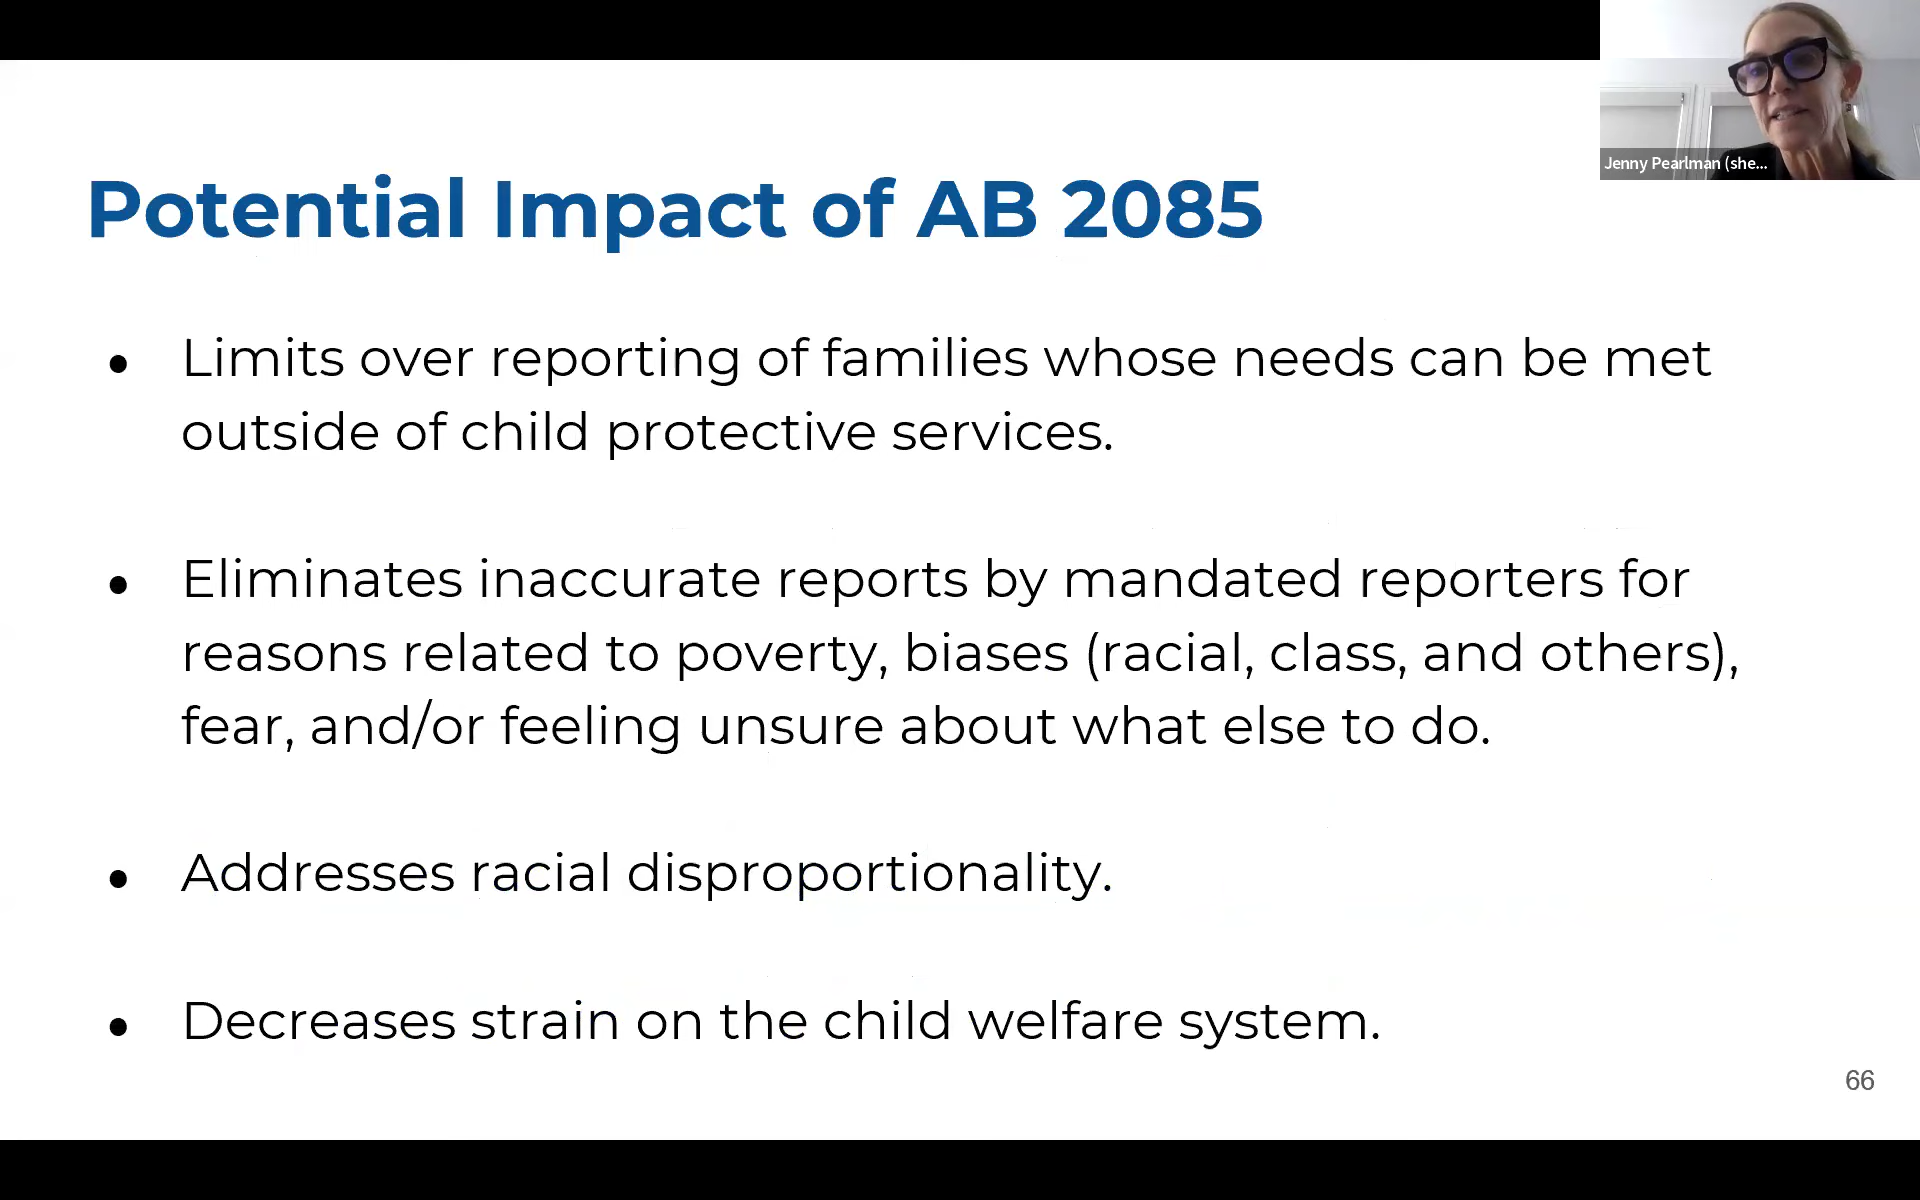 Jenny Pearlman (she...
Potential Impact of AB 2085
● Limits over reporting of families whose needs can be met
outside of child protective services.
● Eliminates inaccurate reports by mandated reporters for
reasons related to poverty, biases (racial, class, and others),
fear, and/or feeling unsure about what else to do.
● Addresses racial disproportionality.
● Decreases strain on the child welfare system.
66